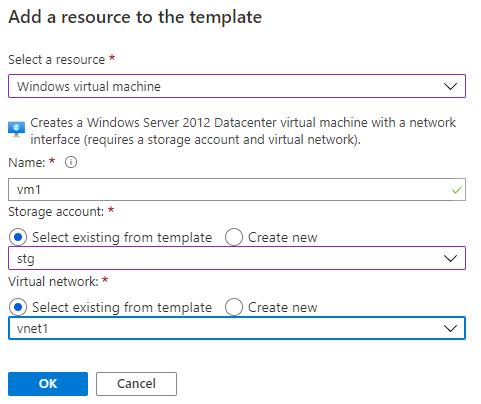 Add a resource to the template
Select a resource *
Windows virtual machine
Creates a Windows Server 2012 Datacenter virtual machine with a network
interface (requires a storage account and virtual network).
Name: *
vm1
Storage account: *
Select existing from template Create new
stg
Virtual network: *
Select existing from template Create new
vnet1
OK Cancel